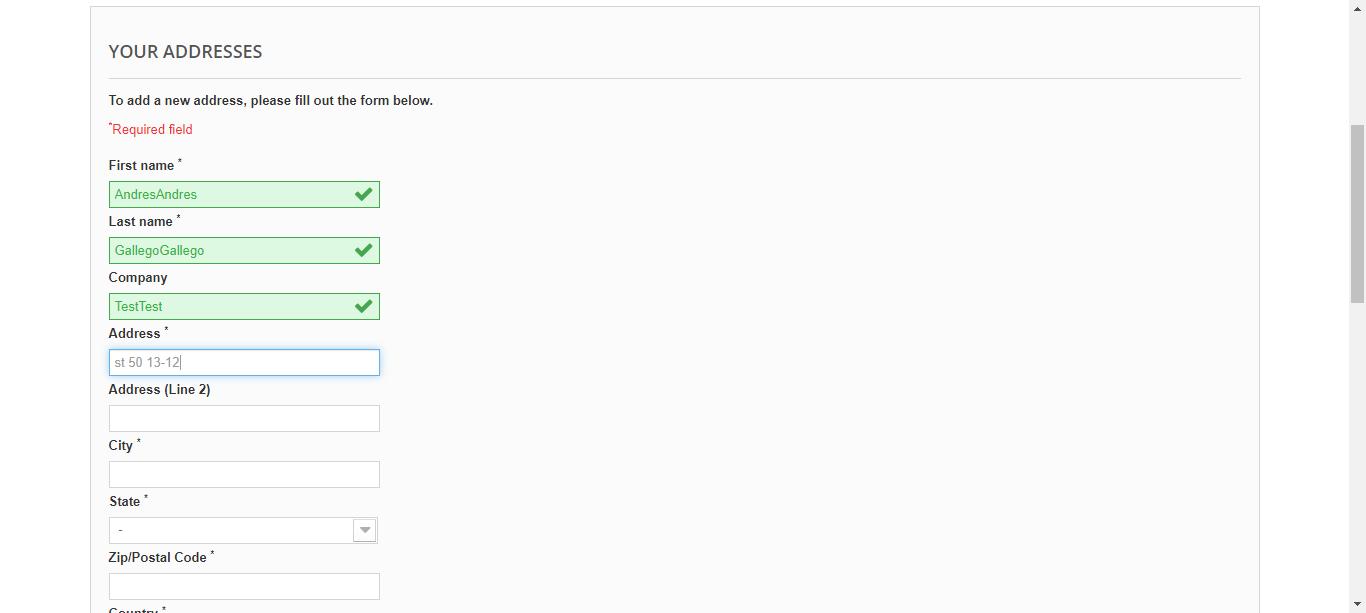 YOUR ADDRESSES
To add a new address, please fill out the form below.
*Required field
First name *
AndresAndres
Last name *
GallegoGallego
Company
TestTest
Address *
st 50 13-12
Address (Line 2)
City *
State *
-
Zip/Postal Code *
Country *